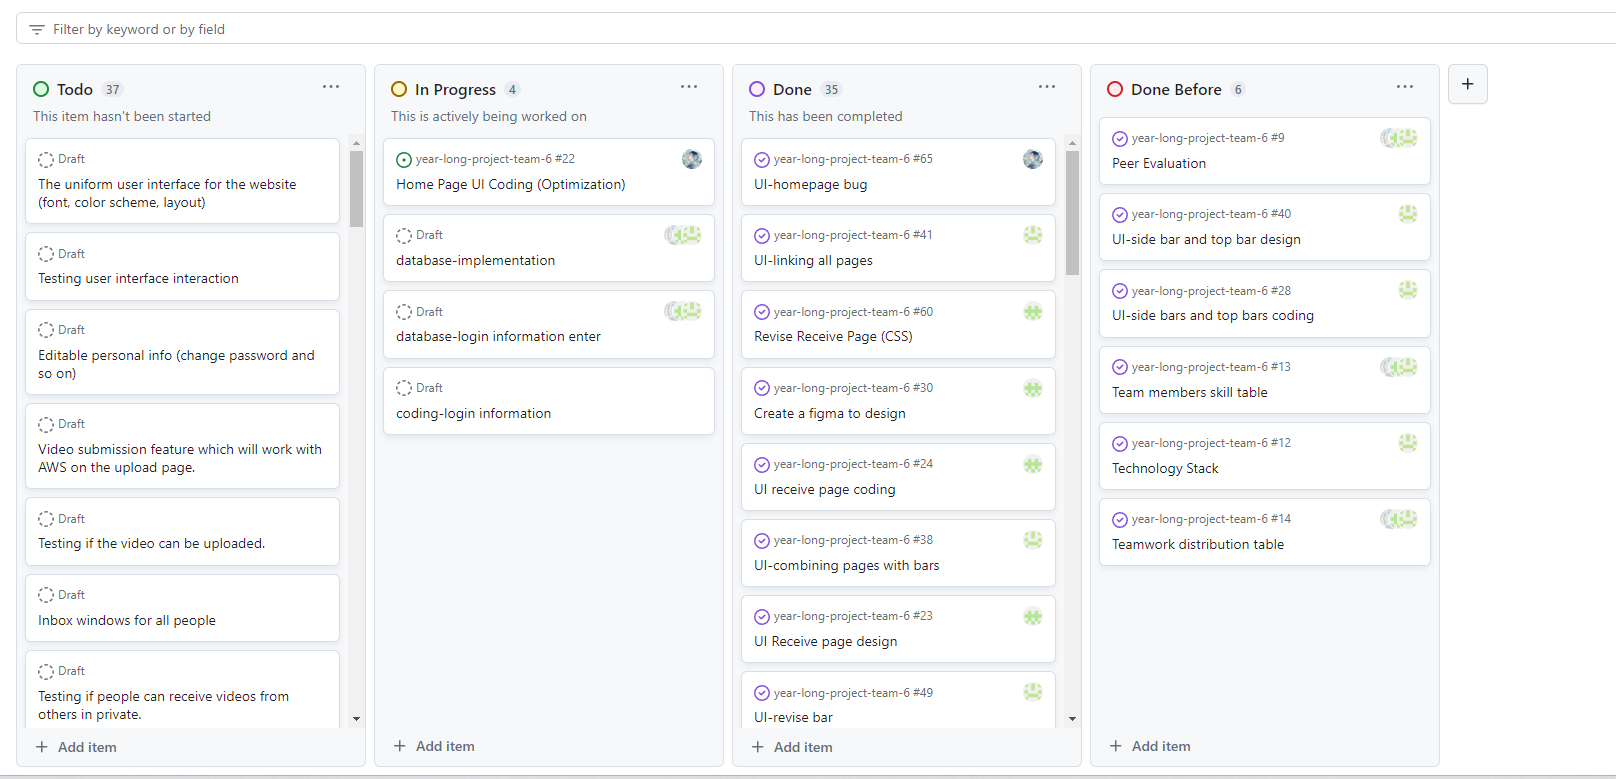 Filter by keyword or by field
Todo 37
This item hasn't been started
Draft
The uniform user interface for the website
(font, color scheme, layout)
Draft
Testing user interface interaction
Draft
Editable personal info (change password and
so on)
Draft
Video submission feature which will work with
AWS on the upload page.
Draft
Testing if the video can be uploaded.
Draft
Inbox windows for all people
Draft
Testing if people can receive videos from
others in private.
+ Add item
In Progress 4
This is actively being worked on
year-long-project-team-6 #22
Home Page UI Coding (Optimization)
Draft
database-implementation
Draft
database-login information enter
Draft
coding-login information
+ Add item
Done 35
This has been completed
year-long-project-team-6 #65
UI-homepage bug
year-long-project-team-6 #41
UI-linking all pages
year-long-project-team-6 #60
Revise Receive Page (CSS)
year-long-project-team-6 #30
Create a figma to design
year-long-project-team-6 #24
UI receive page coding
year-long-project-team-6 #38
UI-combining pages with bars
year-long-project-team-6 #23
UI Receive page design
year-long-project-team-6 #49
UI-revise bar
+ Add item
Done Before 6
year-long-project-team-6 #9
Peer Evaluation
year-long-project-team-6 #40
UI-side bar and top bar design
year-long-project-team-6 #28
UI-side bars and top bars coding
year-long-project-team-6 #13
Team members skill table
year-long-project-team-6 #12
Technology Stack
year-long-project-team-6 #14
Teamwork distribution table
+ Add item
+